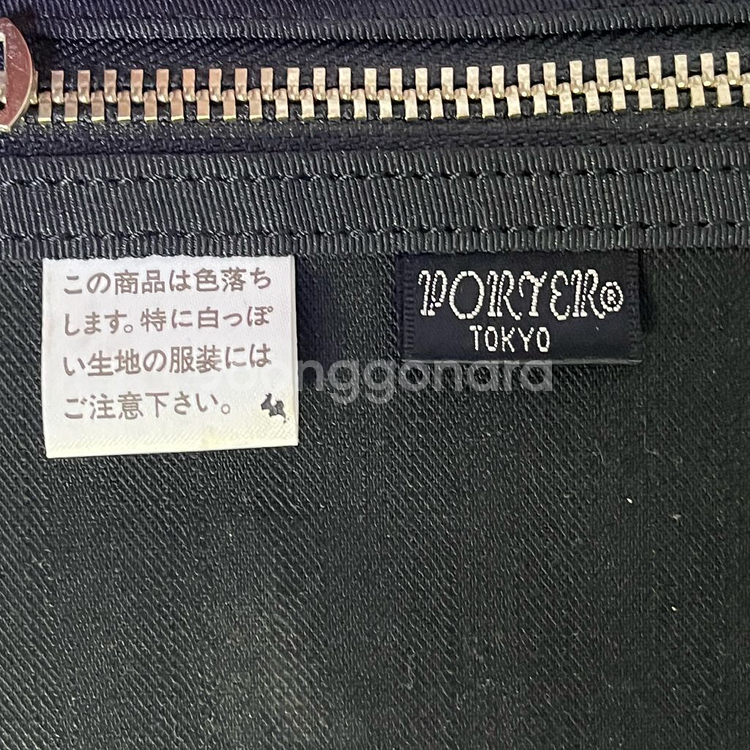 この商品は色落ち
します。特に白っぽ
い生地の服装には
ご注意下さい。
PORTER®
TOKYO
joonggonara